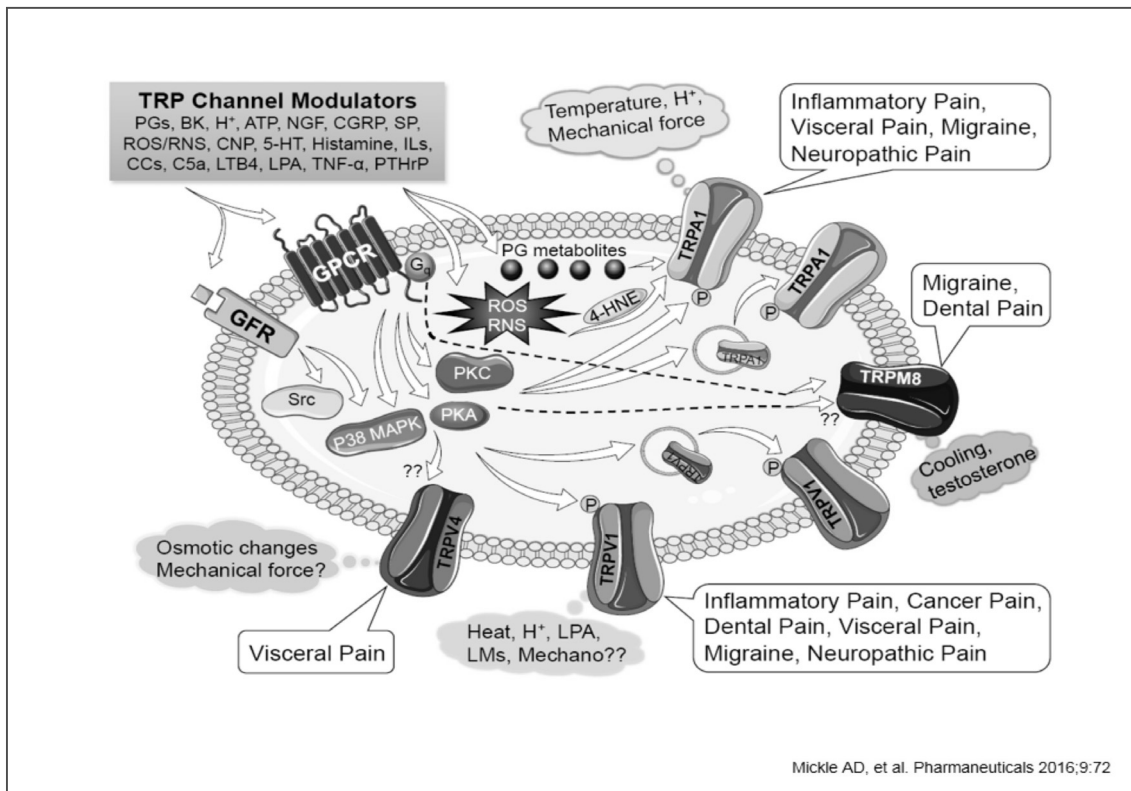 TRP Channel Modulators
PGs, BK, H⁺, ATP, NGF, CGRP, SP,
ROS/RNS, CNP, 5-HT, Histamine, ILs,
CCs, C5a, LTB4, LPA, TNF-α, PTHrP
Temperature, H⁺,
Mechanical force
Inflammatory Pain,
Visceral Pain, Migraine,
Neuropathic Pain
GPCR
Gq
GFR
PG metabolites
ROS
RNS
4-HNE
TRPA1
P
TRPA1
P
TRPA1
Migraine,
Dental Pain
TRPM8
??
Cooling,
testosterone
Src
P38 MAPK
PKC
PKA
??
TRPV4
Osmotic changes
Mechanical force?
Visceral Pain
P
TRPV1
Heat, H⁺, LPA,
LMs, Mechano??
P
TRPV1
Inflammatory Pain, Cancer Pain,
Dental Pain, Visceral Pain,
Migraine, Neuropathic Pain
Mickle AD, et al. Pharmaneuticals 2016;9:72